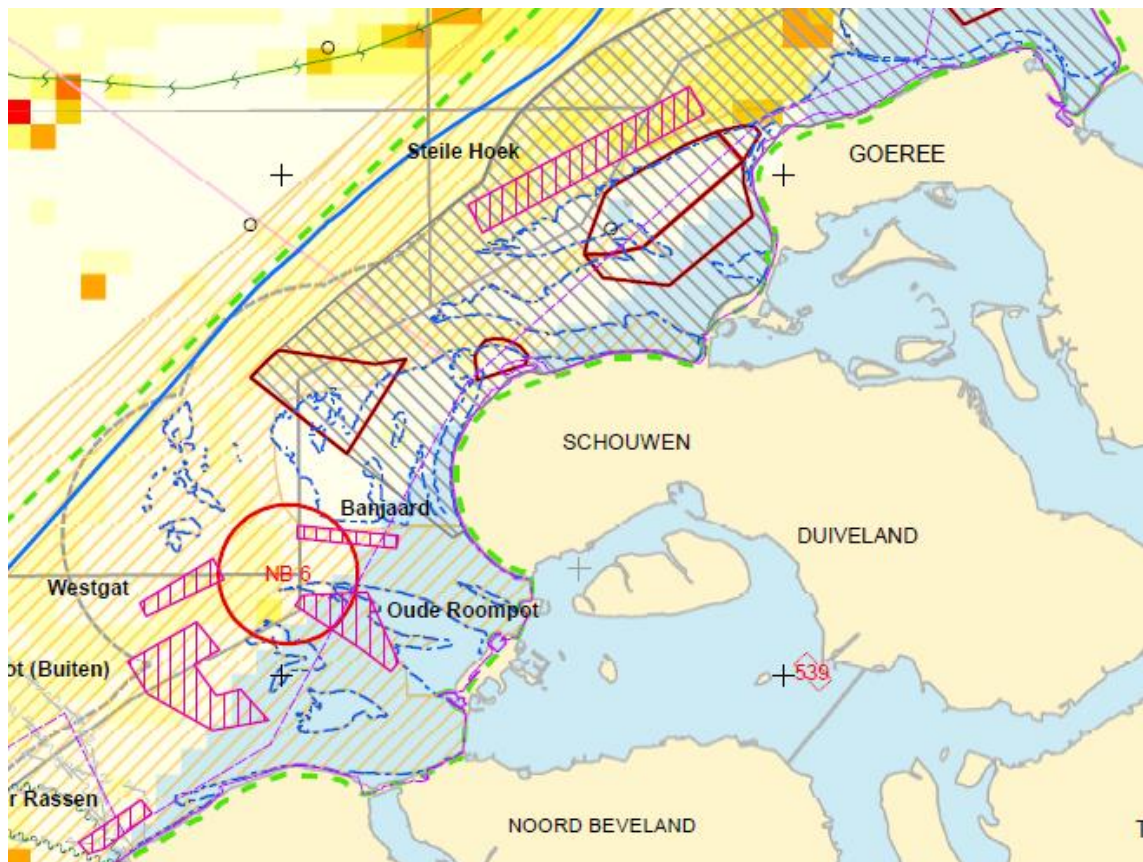 Steile Hoek
GOEREE
SCHOUWEN
Banjaard
DUIVELAND
NB 6
Westgat
Oude Roompot
ot (Buiten)
539
r Rassen
NOORD BEVELAND
T